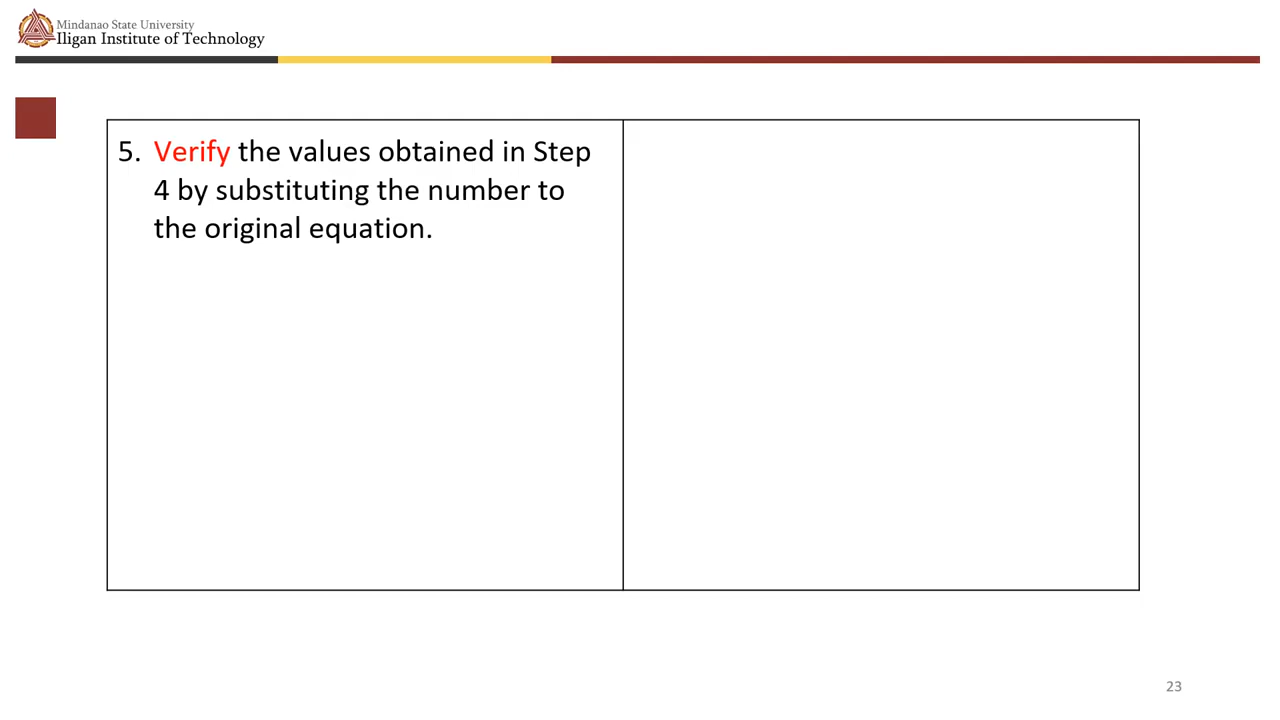 Mindanao State University
Iligan Institute of Technology
5. Verify the values obtained in Step
4 by substituting the number to
the original equation.
23